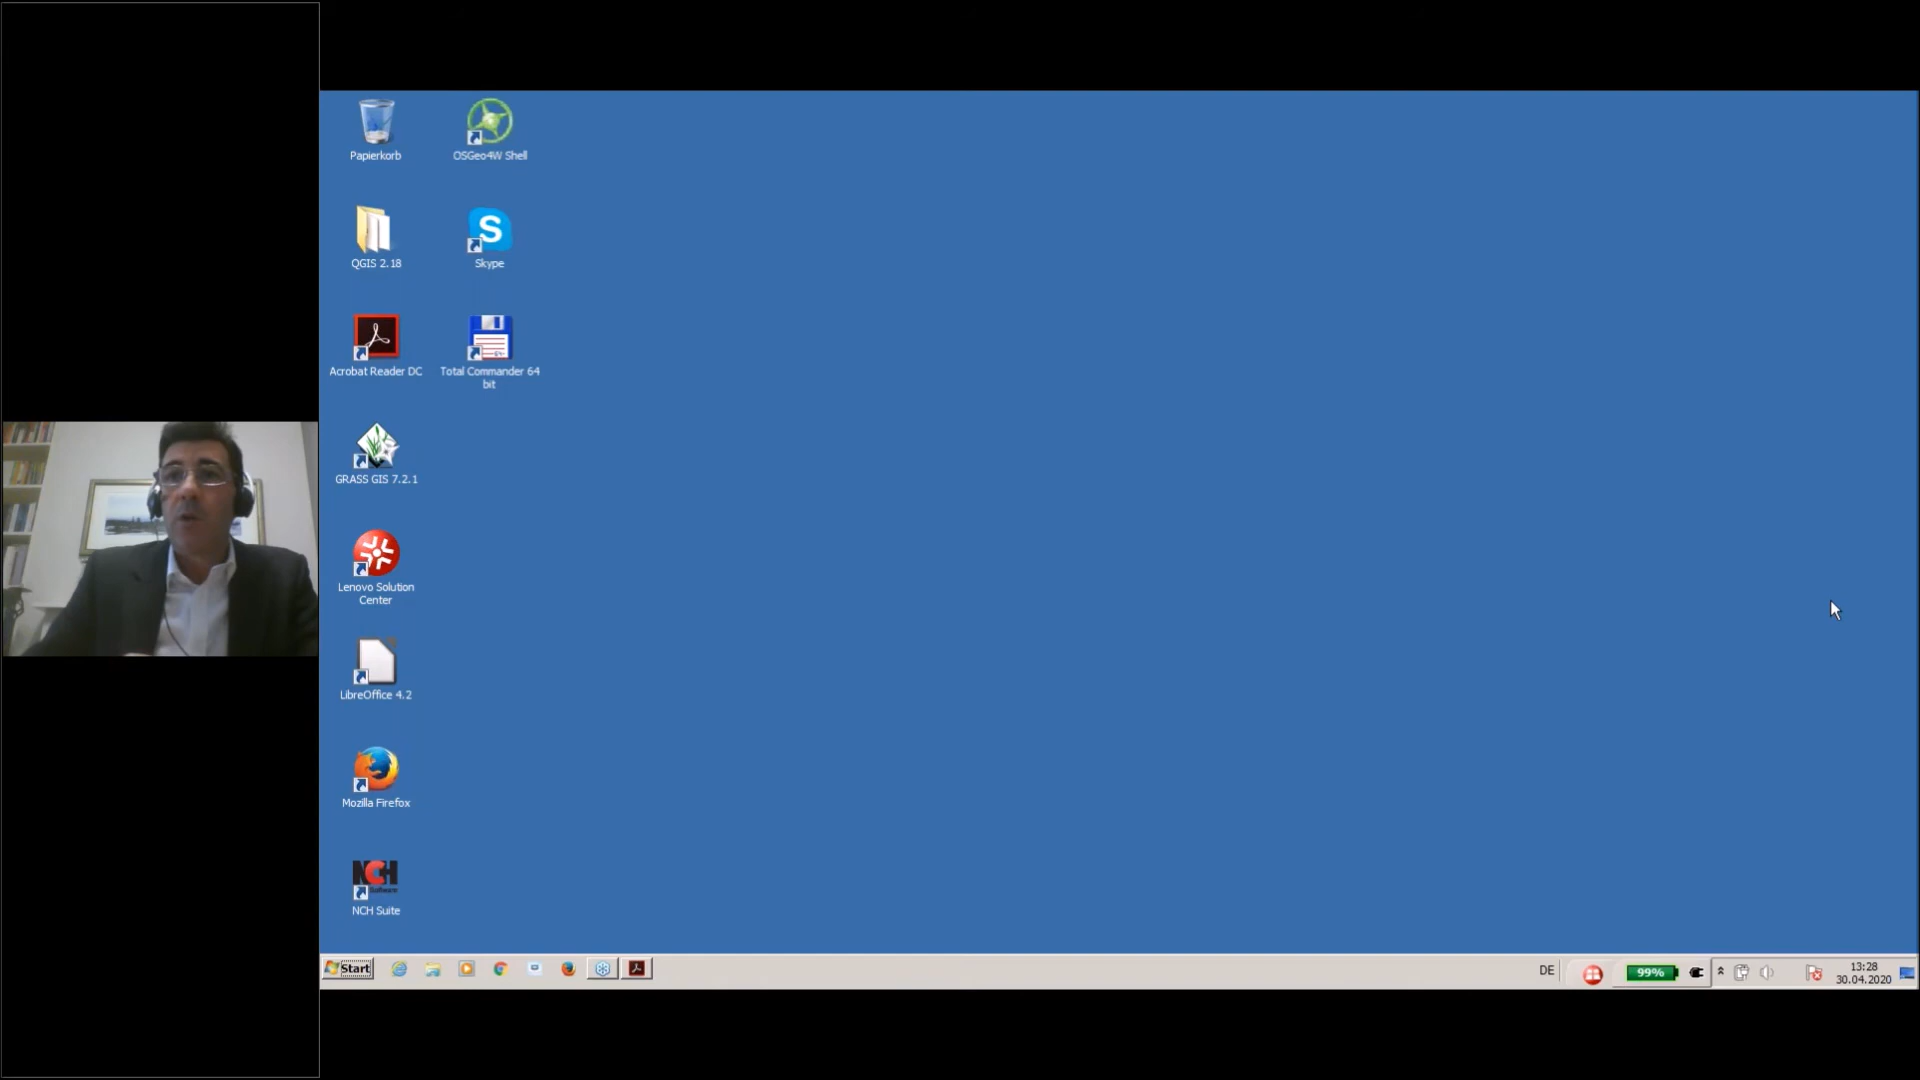 Papierkorb
OSGeo4W Shell
QGIS 2.18
S
Skype
Acrobat Reader DC
Total Commander 64
bit
GRASS GIS 7.2.1
Lenovo Solution
Center
LibreOffice 4.2
Mozilla Firefox
NCH
Software
NCH Suite
Start
DE
99%
13:28
30.04.2020